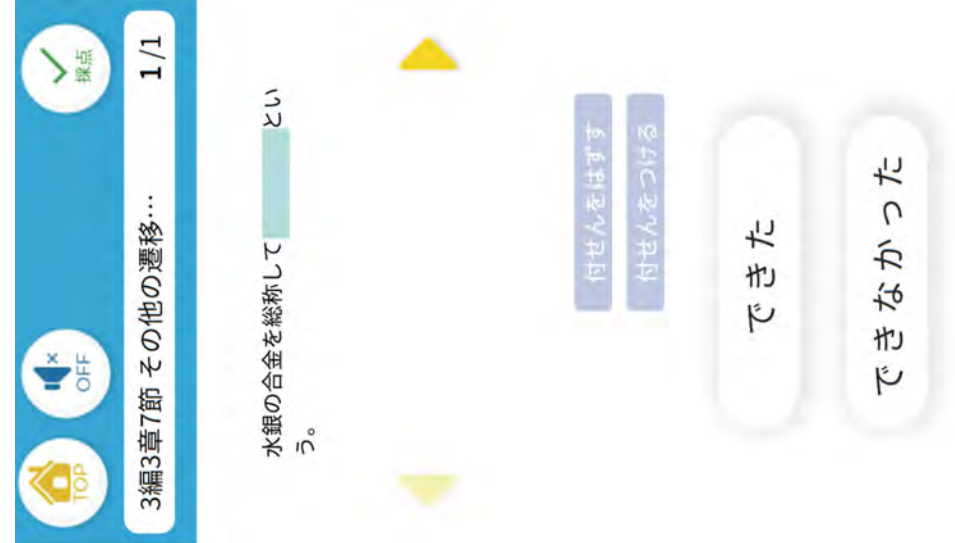 TOP
OFF
採点
3編3章7節 その他の遷移… 1/1
水銀の合金を総称して とい
う。
付せんをはずす
付せんをつける
できた
できなかった